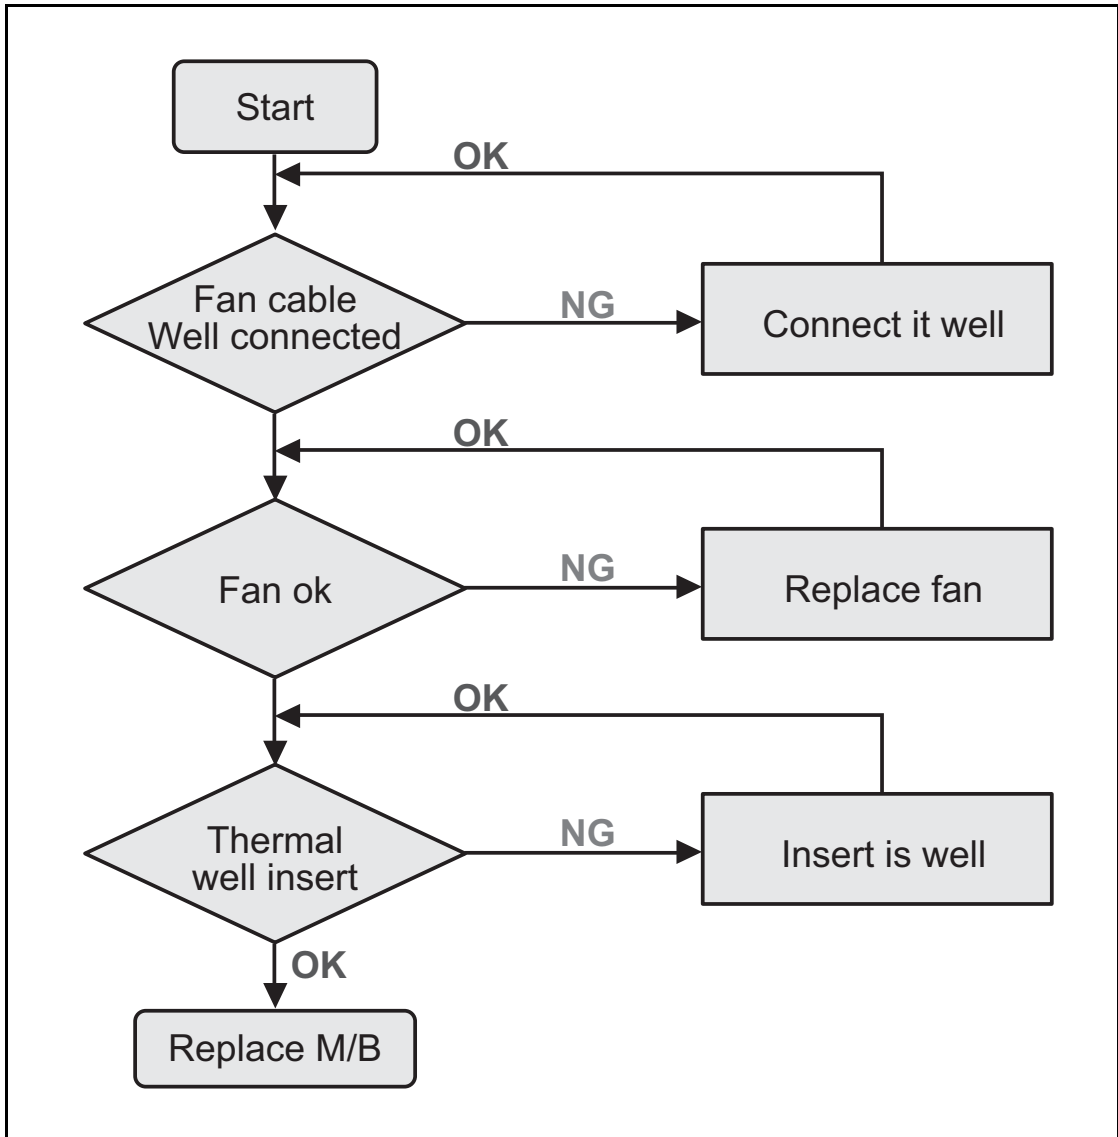 Start
OK
Fan cable
Well connected
NG
Connect it well
OK
Fan ok
NG
Replace fan
OK
Thermal
well insert
NG
Insert is well
OK
Replace M/B